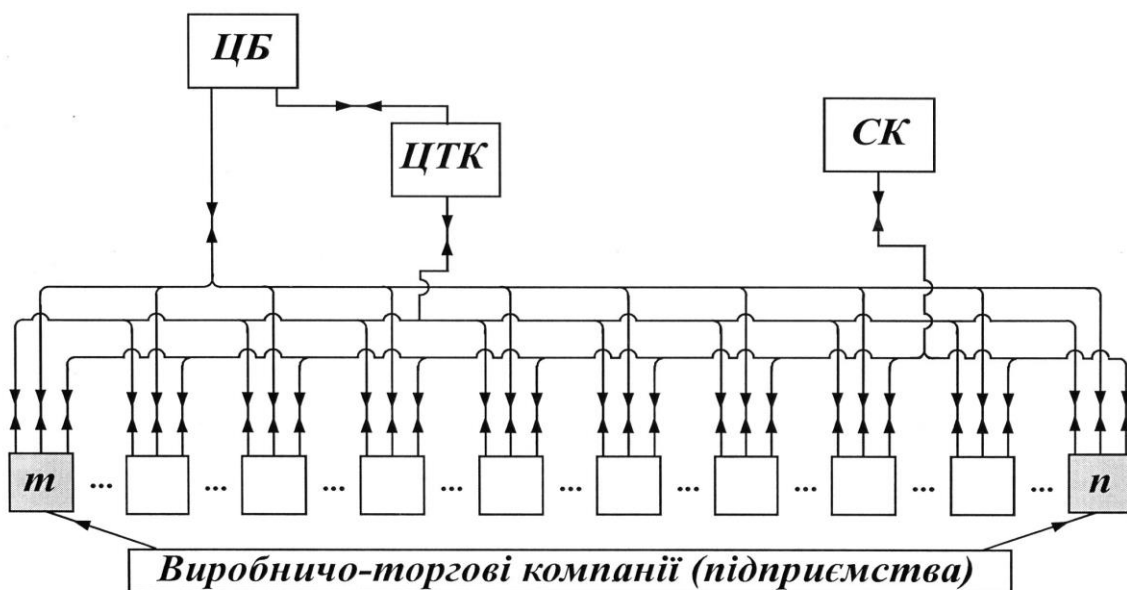 ЦБ
ЦТК
СК
m ... ... ... ... ... ... ... ... ... n
Виробничо-торгові компанії (підприємства)